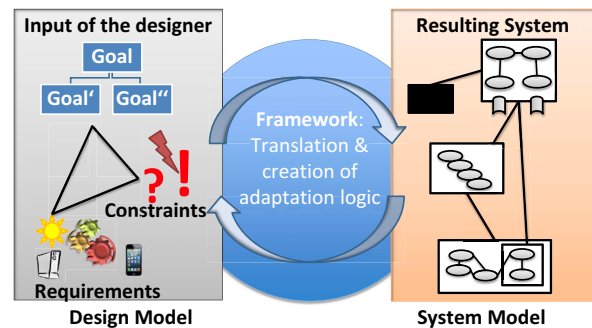 Input of the designer
Goal
Goal‘
Goal‘‘
?
!
Constraints
Requirements
Design Model
Framework:
Translation &
creation of
adaptation logic
Resulting System
System Model